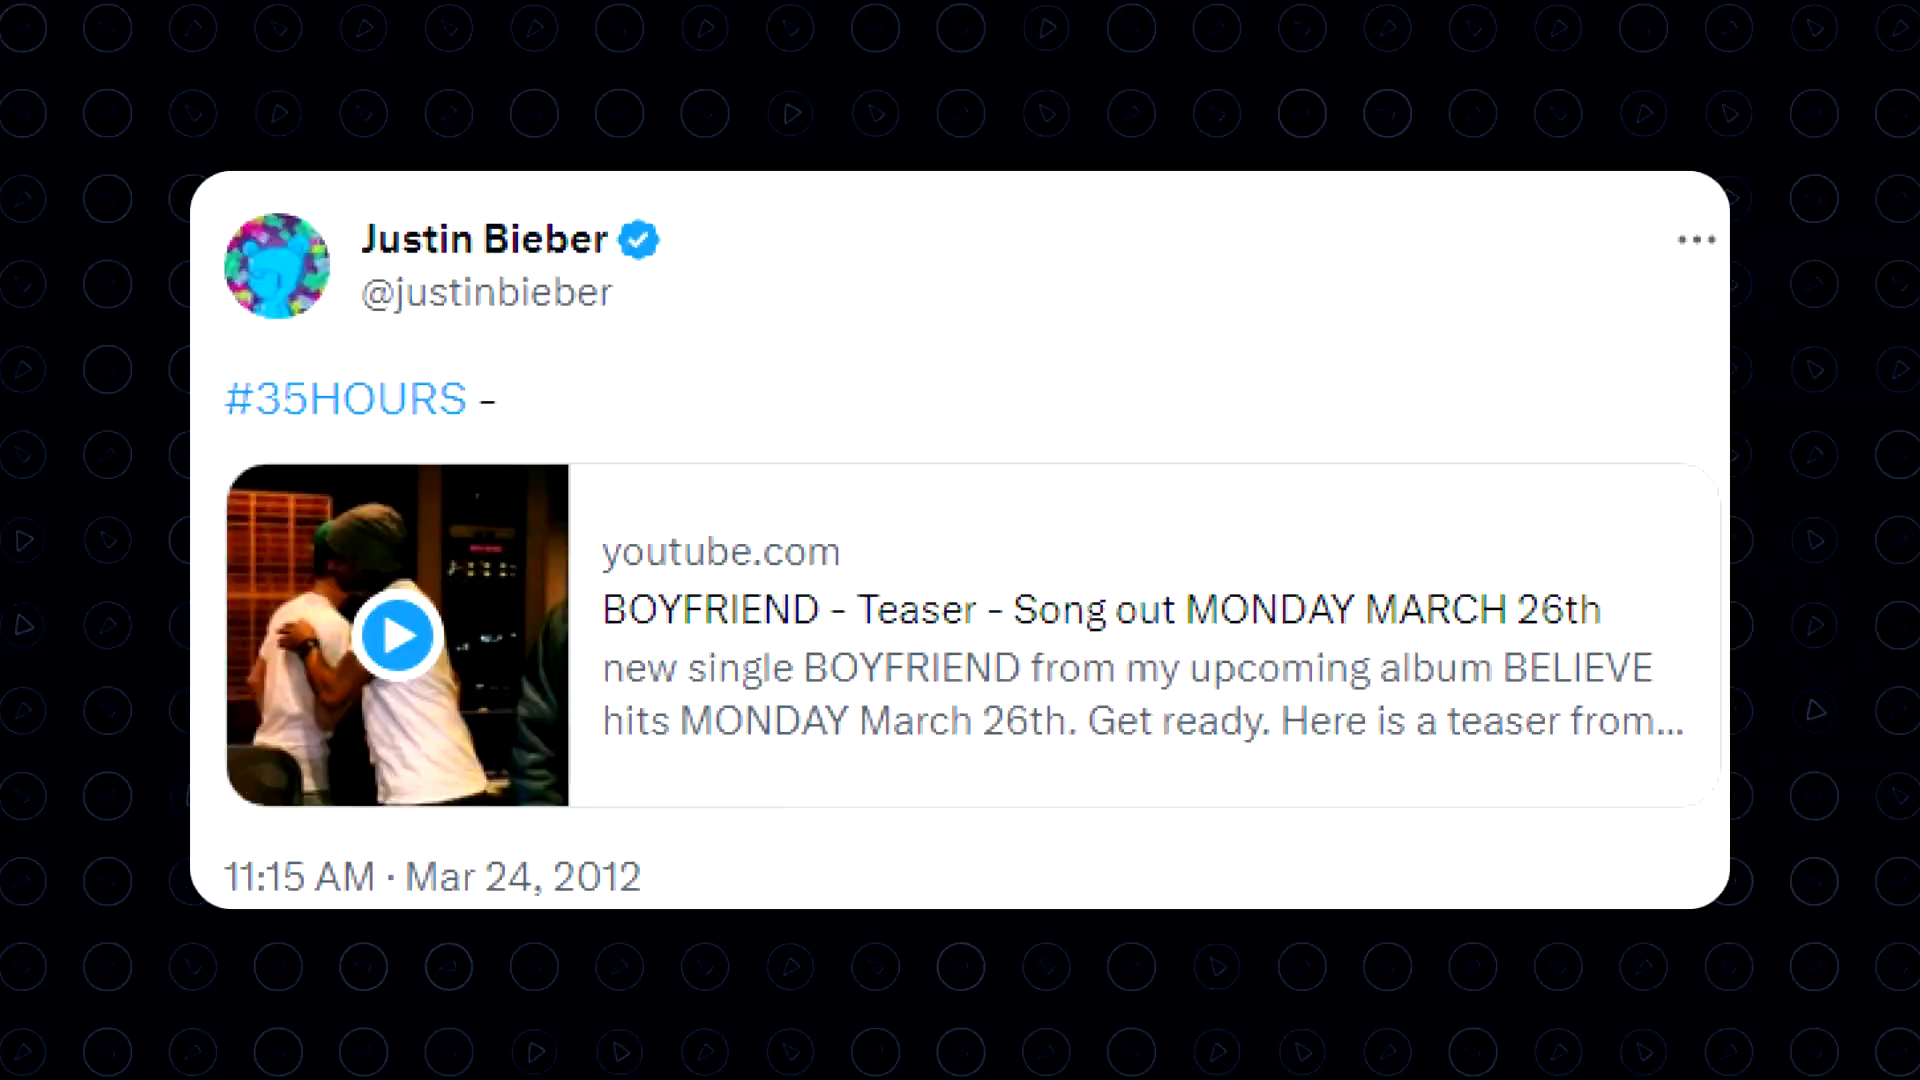 Justin Bieber
@justinbieber
#35HOURS -
youtube.com
BOYFRIEND - Teaser - Song out MONDAY MARCH 26th
new single BOYFRIEND from my upcoming album BELIEVE
hits MONDAY March 26th. Get ready. Here is a teaser from...
11:15 AM · Mar 24, 2012